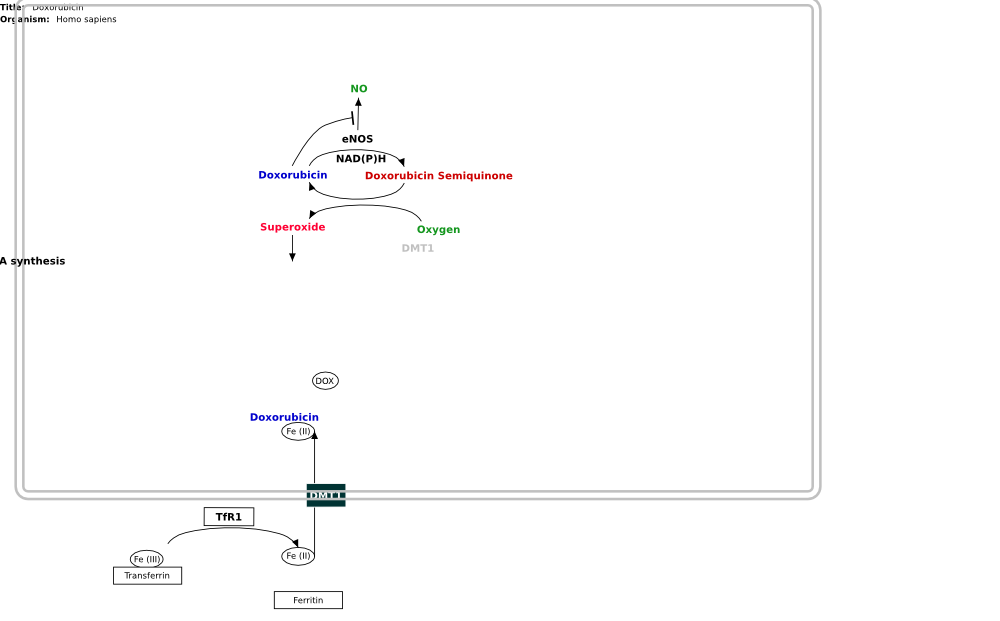 Title: Doxorubicin
Organism: Homo sapiens
NO
eNOS
NAD(P)H
Doxorubicin
Doxorubicin Semiquinone
Superoxide
Oxygen
DMT1
A synthesis
DOX
Doxorubicin
Fe (II)
DMT1
TfR1
Fe (III)
Fe (II)
Transferrin
Ferritin